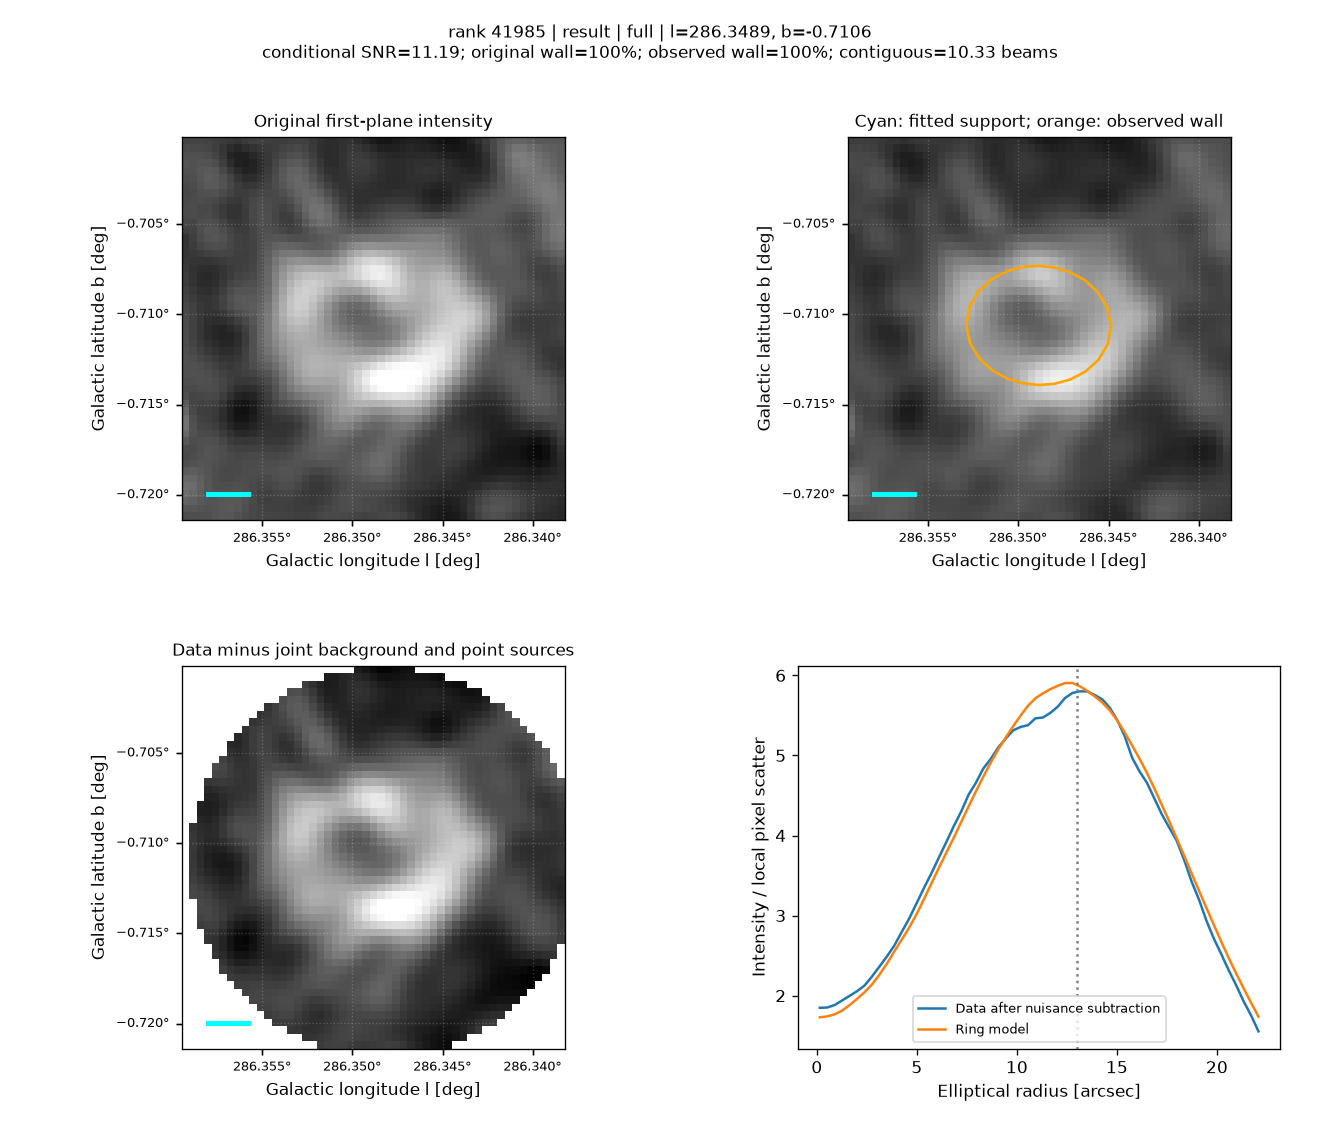 rank 41985 | result | full | l=286.3489, b=-0.7106
conditional SNR=11.19; original wall=100%; observed wall=100%; contiguous=10.33 beams
Original first-plane intensity
Galactic latitude b [deg]
−0.705°
−0.710°
−0.715°
−0.720°
286.355°
286.350°
286.345°
286.340°
Galactic longitude l [deg]
Cyan: fitted support; orange: observed wall
Galactic latitude b [deg]
−0.705°
−0.710°
−0.715°
−0.720°
286.355°
286.350°
286.345°
286.340°
Galactic longitude l [deg]
Data minus joint background and point sources
Galactic latitude b [deg]
−0.705°
−0.710°
−0.715°
−0.720°
286.355°
286.350°
286.345°
286.340°
Galactic longitude l [deg]
Intensity / local pixel scatter
6
5
4
3
2
Data after nuisance subtraction
Ring model
0
5
10
15
20
Elliptical radius [arcsec]